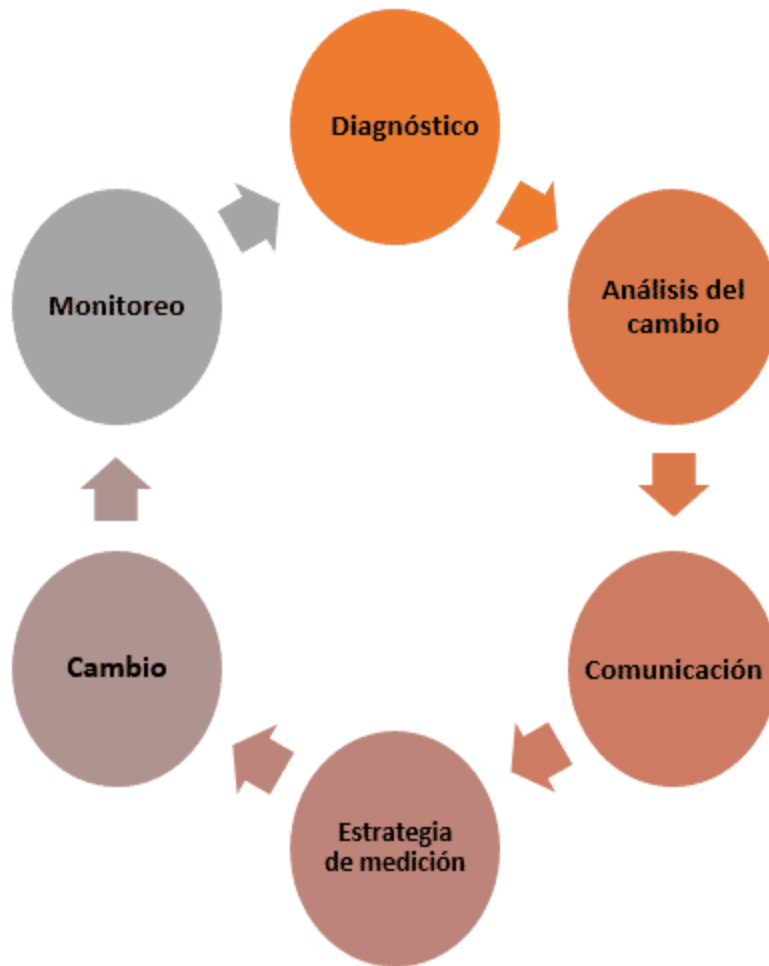 Diagnóstico
Análisis del
cambio
Comunicación
Estrategia
de medición
Cambio
Monitoreo